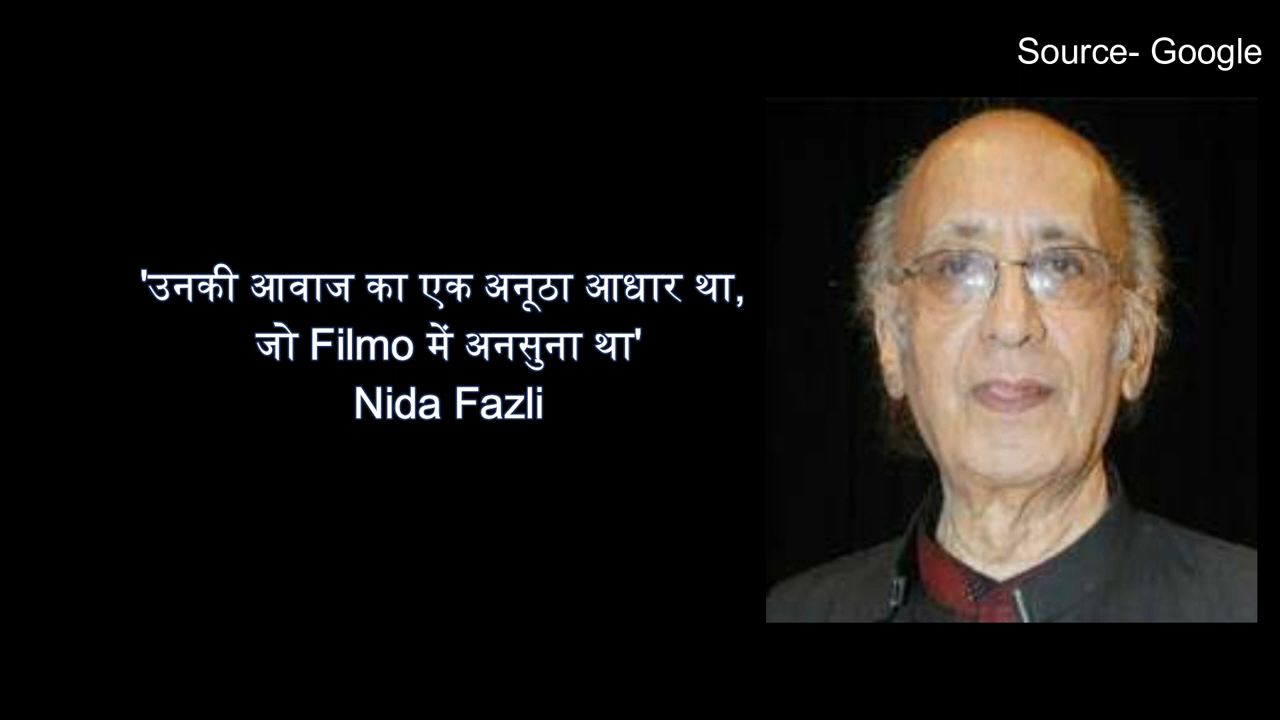 Source- Google
'उनकी आवाज का एक अनूठा आधार था,
जो Filmo में अनसुना था'
Nida Fazli